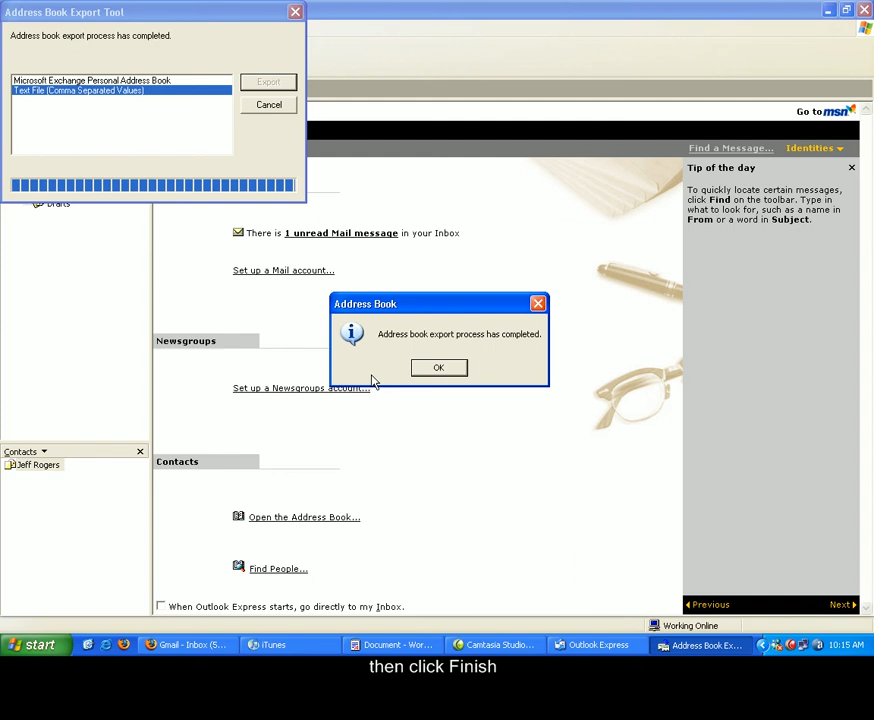 Address Book Export Tool
Address book export process has completed.
Microsoft Exchange Personal Address Book
Text File (Comma Separated Values)
Export
Cancel
Go to msn
Find a Message...
Identities
Tip of the day
To quickly locate certain messages,
click Find on the toolbar. Type in
what to look for, such as a name in
From or a word in Subject.
Drafts
There is 1 unread Mail message in your Inbox
Set up a Mail account...
Address Book
Address book export process has completed.
OK
Newsgroups
Set up a Newsgroups account...
Contacts
Jeff Rogers
Contacts
Open the Address Book...
Find People...
When Outlook Express starts, go directly to my Inbox.
Previous
Next
Working Online
start
Gmail - Inbox (5...
iTunes
Document - Wor...
Camtasia Studio...
Outlook Express
Address Book Ex...
10:15 AM
then click Finish